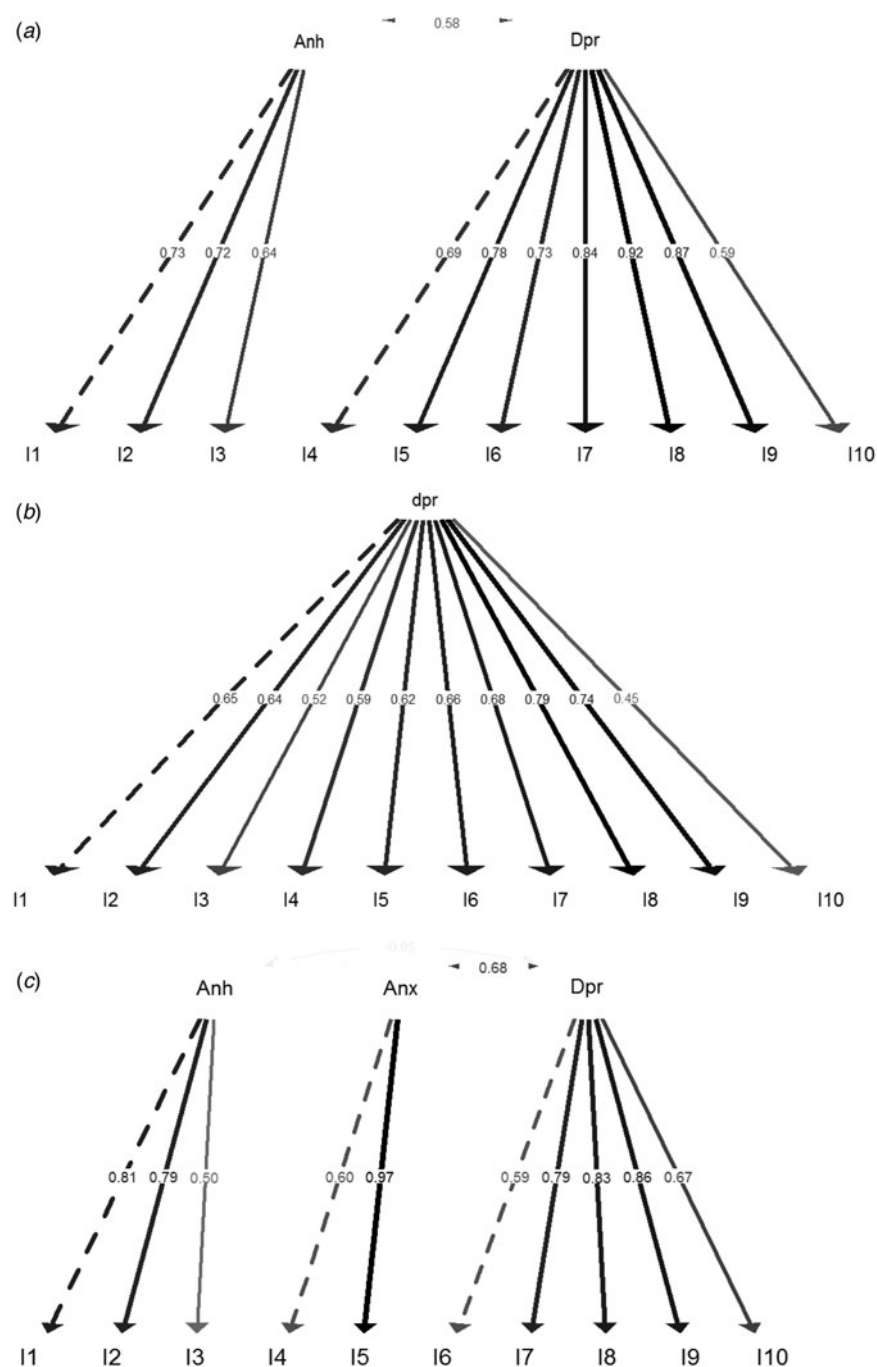 (a)
0.58
Anh Dpr
0.73 0.72 0.64 0.69 0.78 0.73 0.84 0.92 0.87 0.59
I1 I2 I3 I4 I5 I6 I7 I8 I9 I10
(b)
dpr
0.65 0.64 0.52 0.59 0.62 0.66 0.68 0.79 0.74 0.45
I1 I2 I3 I4 I5 I6 I7 I8 I9 I10
(c)
0.68
Anh Anx Dpr
0.81 0.79 0.50 0.60 0.97 0.59 0.79 0.83 0.86 0.67
I1 I2 I3 I4 I5 I6 I7 I8 I9 I10